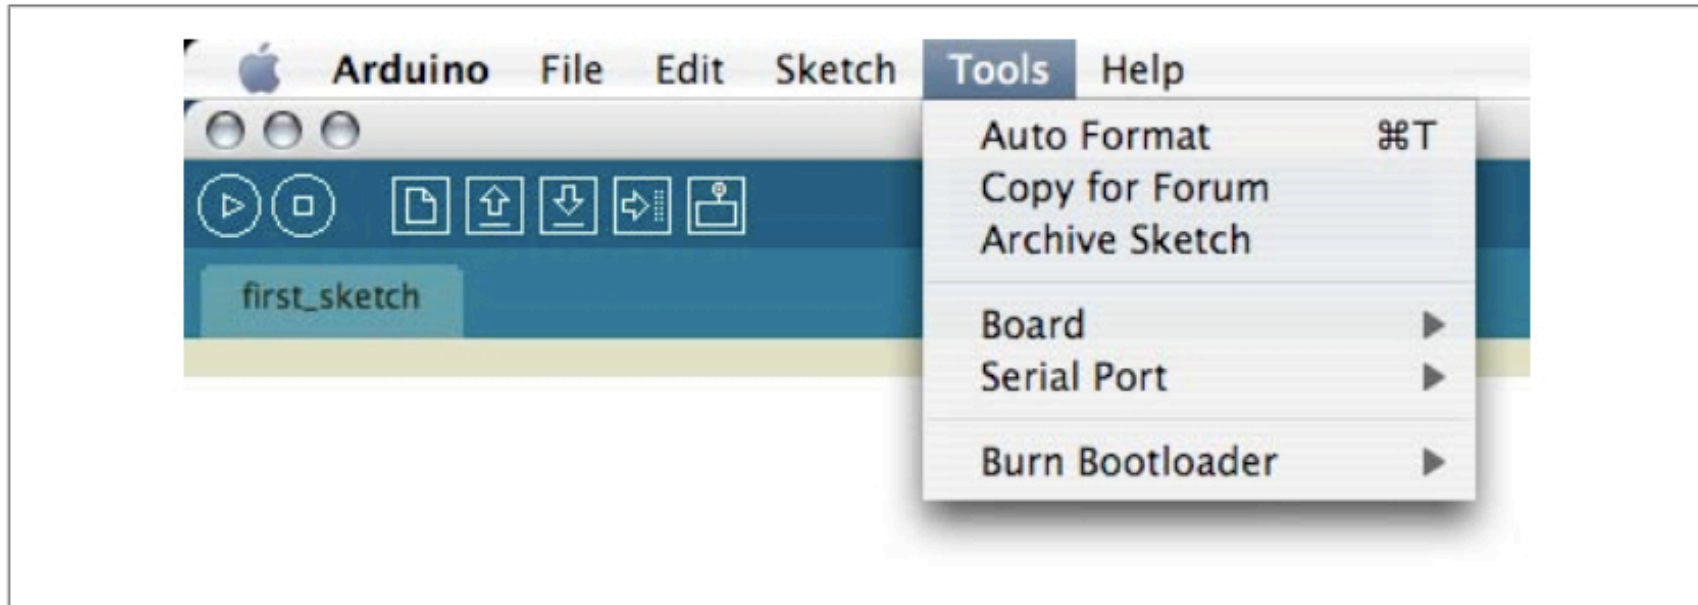 Arduino File Edit Sketch Tools Help
Auto Format ⌘T
Copy for Forum
Archive Sketch
first_sketch
Board
Serial Port
Burn Bootloader